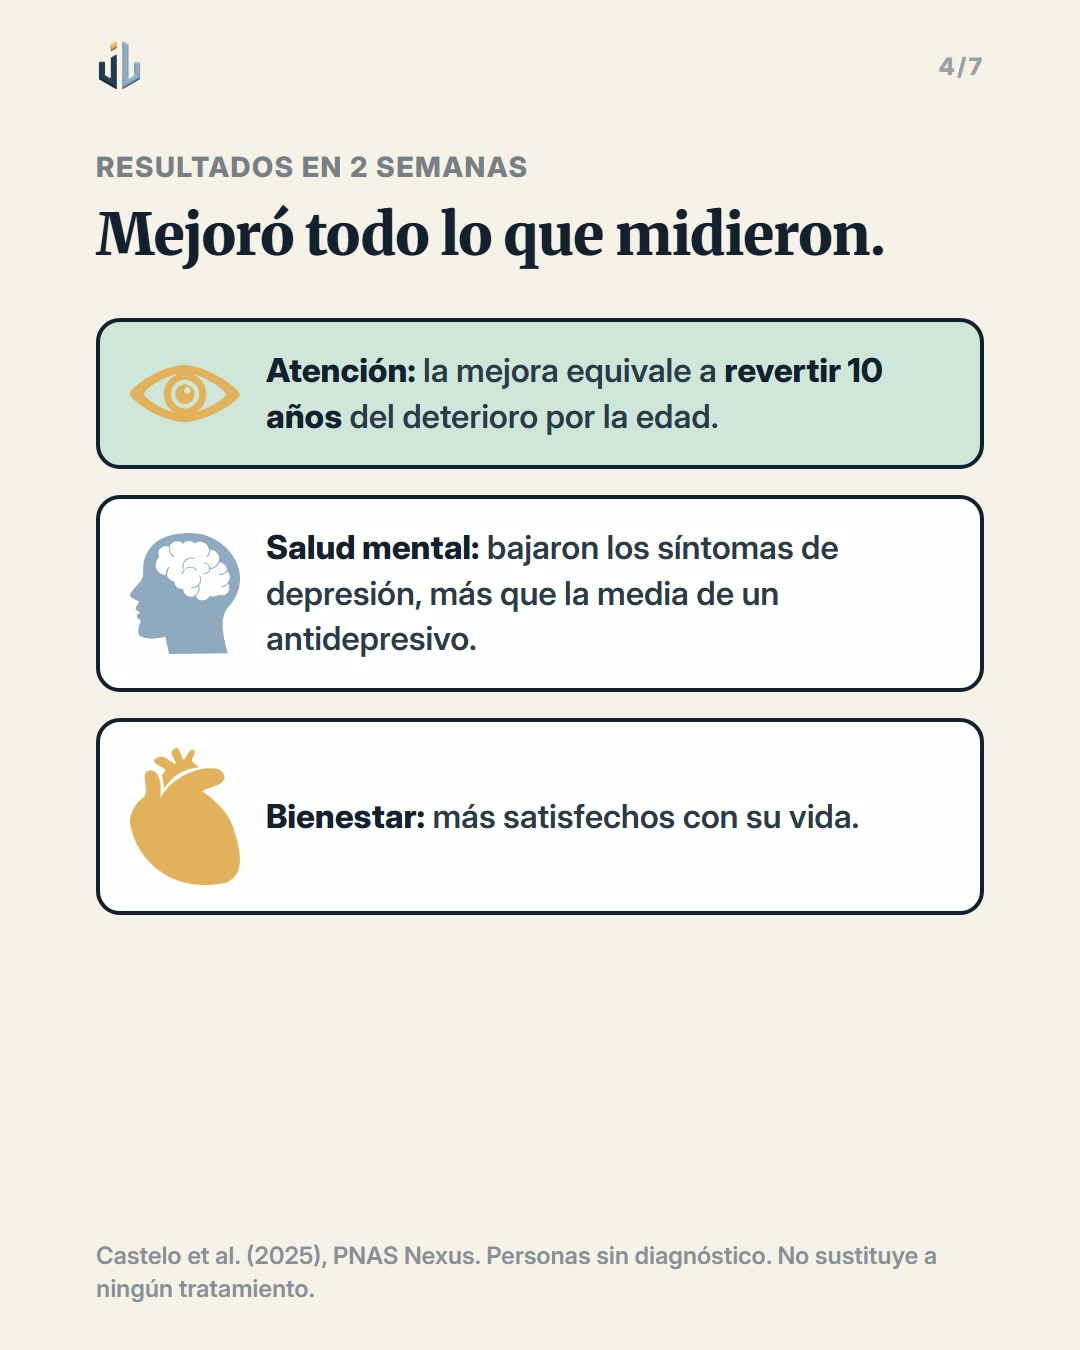 4/7
RESULTADOS EN 2 SEMANAS
Mejoró todo lo que midieron.
Atención: la mejora equivale a revertir 10
años del deterioro por la edad.
Salud mental: bajaron los síntomas de
depresión, más que la media de un
antidepresivo.
Bienestar: más satisfechos con su vida.
Castelo et al. (2025), PNAS Nexus. Personas sin diagnóstico. No sustituye a
ningún tratamiento.